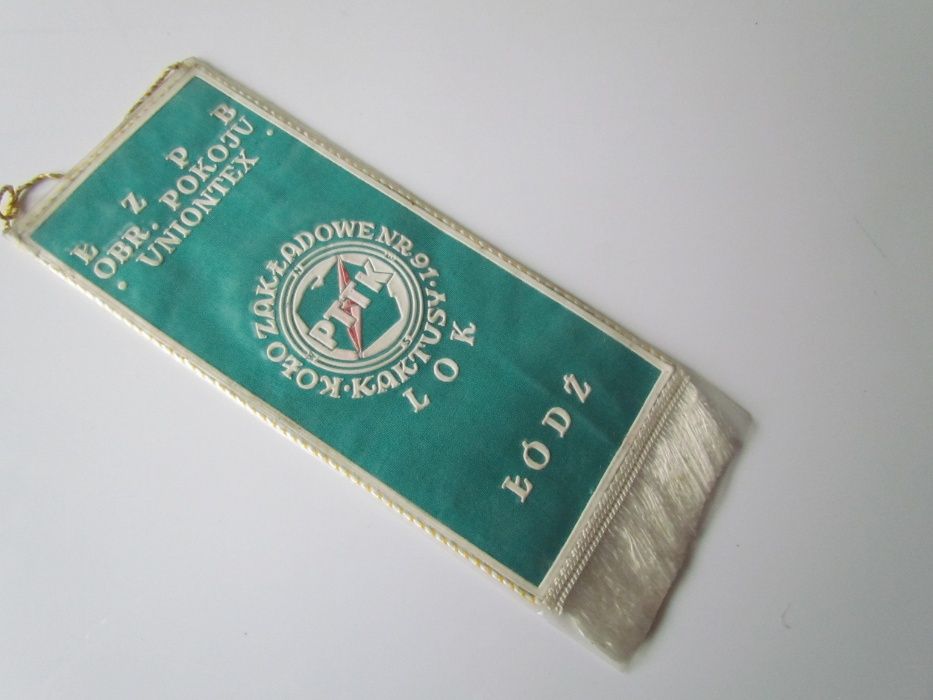 Ł Z P B
OBR. POKOJU
• UNIONTEX •
KOŁO ZAKŁADOWE NR. 91 • KAKTUSY •
PTTK
LOK
ŁÓDŹ